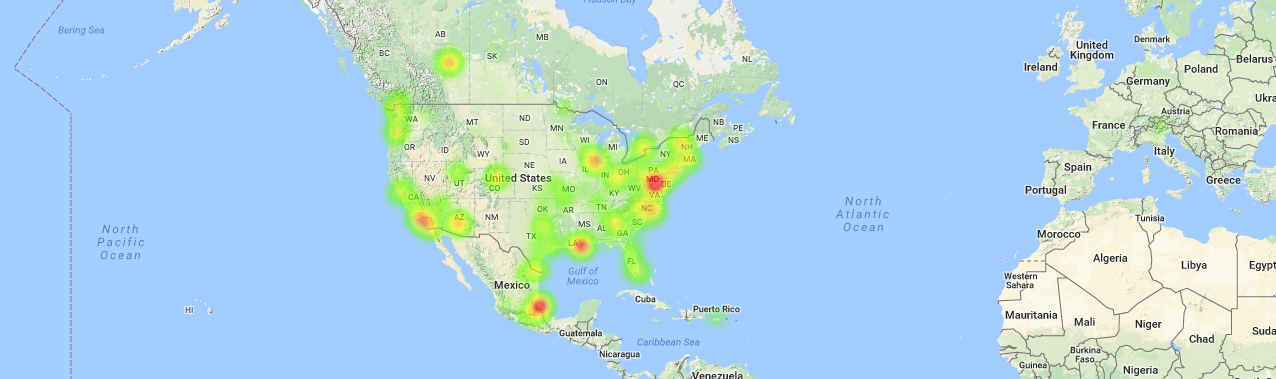 Hudson Bay
Bering Sea
AB
MB
BC
SK
NL
ON
QC
United
Kingdom
Ireland
Denmark
Belarus
Poland
Germany
Austria
France
Romania
Italy
Spain
Portugal
Greece
WA
MT
ND
MN
NB
PE
NS
ME
OR
ID
SD
WI
MI
NH
NY
MA
WY
IA
NE
IL
IN
OH
PA
MD
DE
NV
UT
CO
United States
KS
MO
KY
WV
VA
CA
AZ
NM
OK
AR
TN
NC
SC
MS
AL
GA
TX
LA
FL
North
Pacific
Ocean
North
Atlantic
Ocean
Gulf of
Mexico
Mexico
Cuba
Puerto Rico
HI
Guatemala
Nicaragua
Caribbean Sea
Venezuela
Tunisia
Morocco
Algeria
Libya
Egypt
Western
Sahara
Mauritania
Mali
Niger
Chad
Burkina
Faso
Guinea
Nigeria